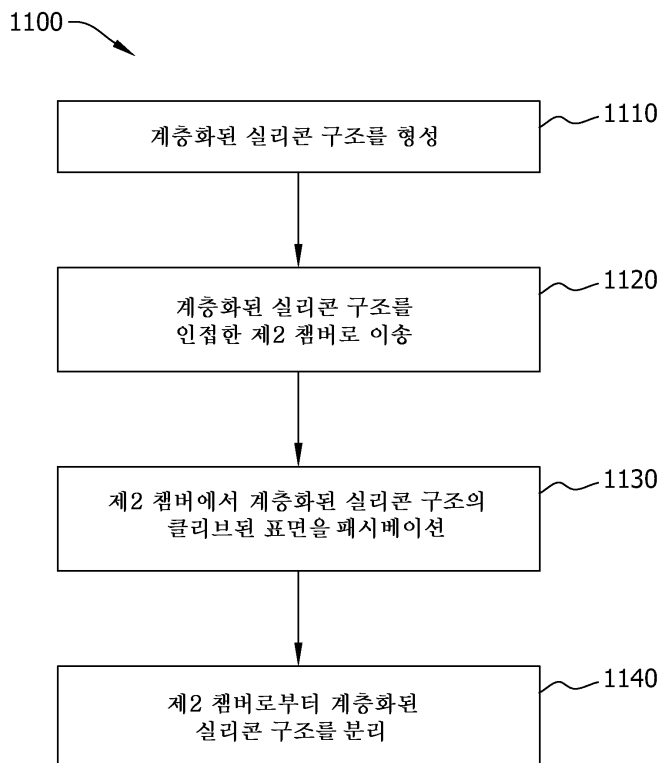 1100
계층화된 실리콘 구조를 형성
1110
계층화된 실리콘 구조를
인접한 제2 챔버로 이송
1120
제2 챔버에서 계층화된 실리콘 구조의
클리브된 표면을 패시베이션
1130
제2 챔버로부터 계층화된
실리콘 구조를 분리
1140